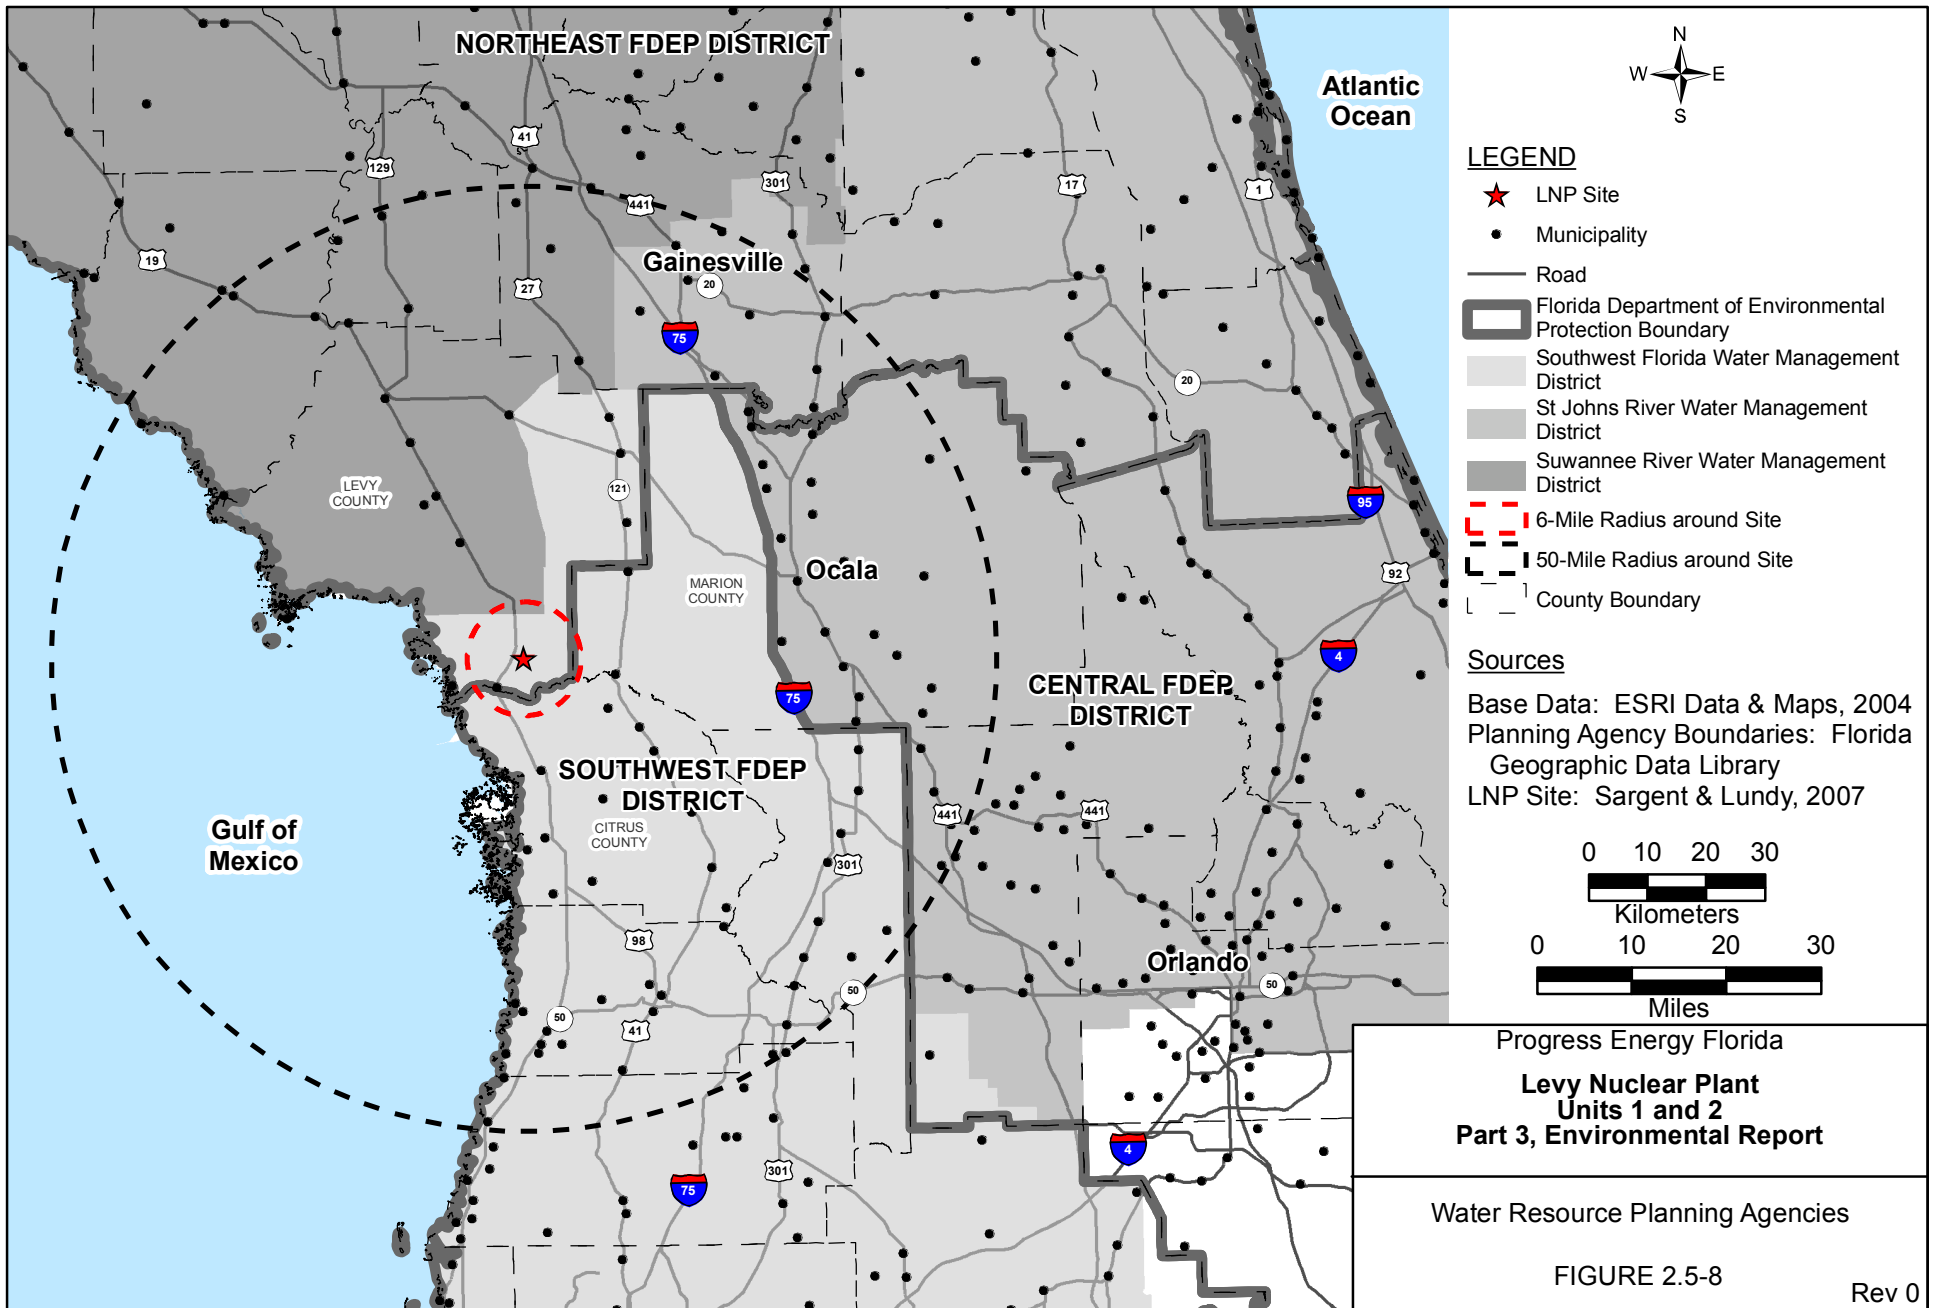 NORTHEAST FDEP DISTRICT
Atlantic
Ocean
41
129
441
301
17
1
19
27
Gainesville
20
75
20
LEVY
COUNTY
121
95
MARION
COUNTY
Ocala
92
4
75
CENTRAL FDEP
DISTRICT
SOUTHWEST FDEP
DISTRICT
441
441
Gulf of
Mexico
CITRUS
COUNTY
301
98
Orlando
50
50
50
41
4
301
75
N
W E
S
LEGEND
LNP Site
Municipality
Road
Florida Department of Environmental
Protection Boundary
Southwest Florida Water Management
District
St Johns River Water Management
District
Suwannee River Water Management
District
6-Mile Radius around Site
50-Mile Radius around Site
County Boundary
Sources
Base Data: ESRI Data & Maps, 2004
Planning Agency Boundaries: Florida
Geographic Data Library
LNP Site: Sargent & Lundy, 2007
0 10 20 30
Kilometers
0 10 20 30
Miles
Progress Energy Florida
Levy Nuclear Plant
Units 1 and 2
Part 3, Environmental Report
Water Resource Planning Agencies
FIGURE 2.5-8
Rev 0